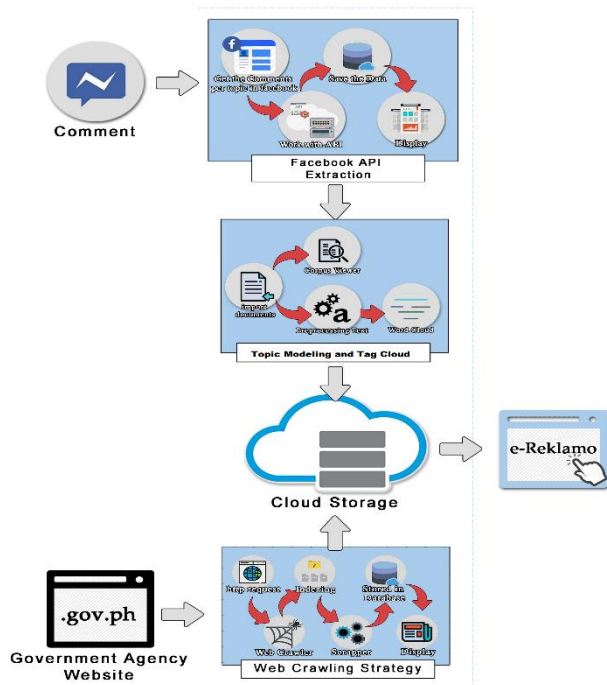 Comment
Get the Comments
per topic in Facebook
Save the Data
Work with API
Display
Facebook API
Extraction
Corpus Viewer
import
documents
Preprocessing Text
Word Cloud
a
Topic Modeling and Tag Cloud
Cloud Storage
e-Reklamo
http request
Indexing
Stored in
Database
Web Crawler
Scrapper
Display
Web Crawling Strategy
.gov.ph
Government Agency
Website